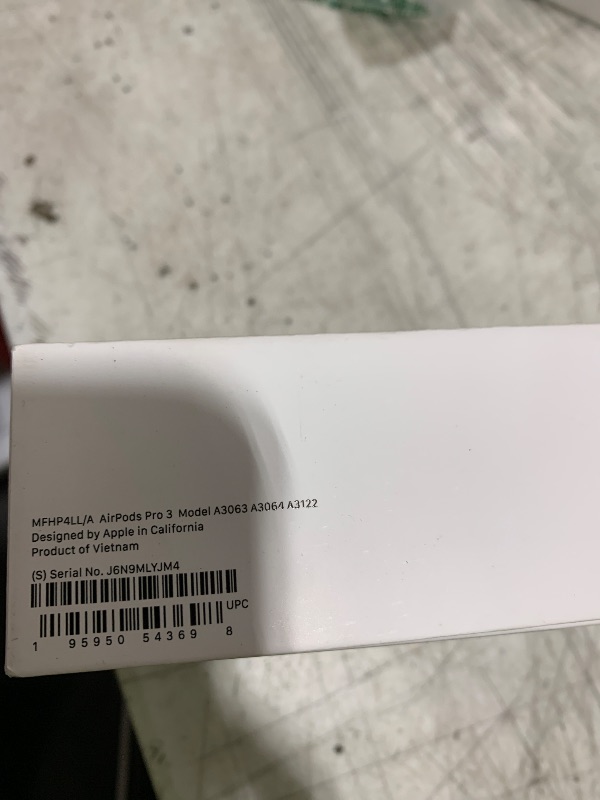 MFHP4LL/A AirPods Pro 3 Model A3063 A3064 A3122
Designed by Apple in California
Product of Vietnam
(S) Serial No. J6N9MLYJM4
UPC
1 95950 54369 8